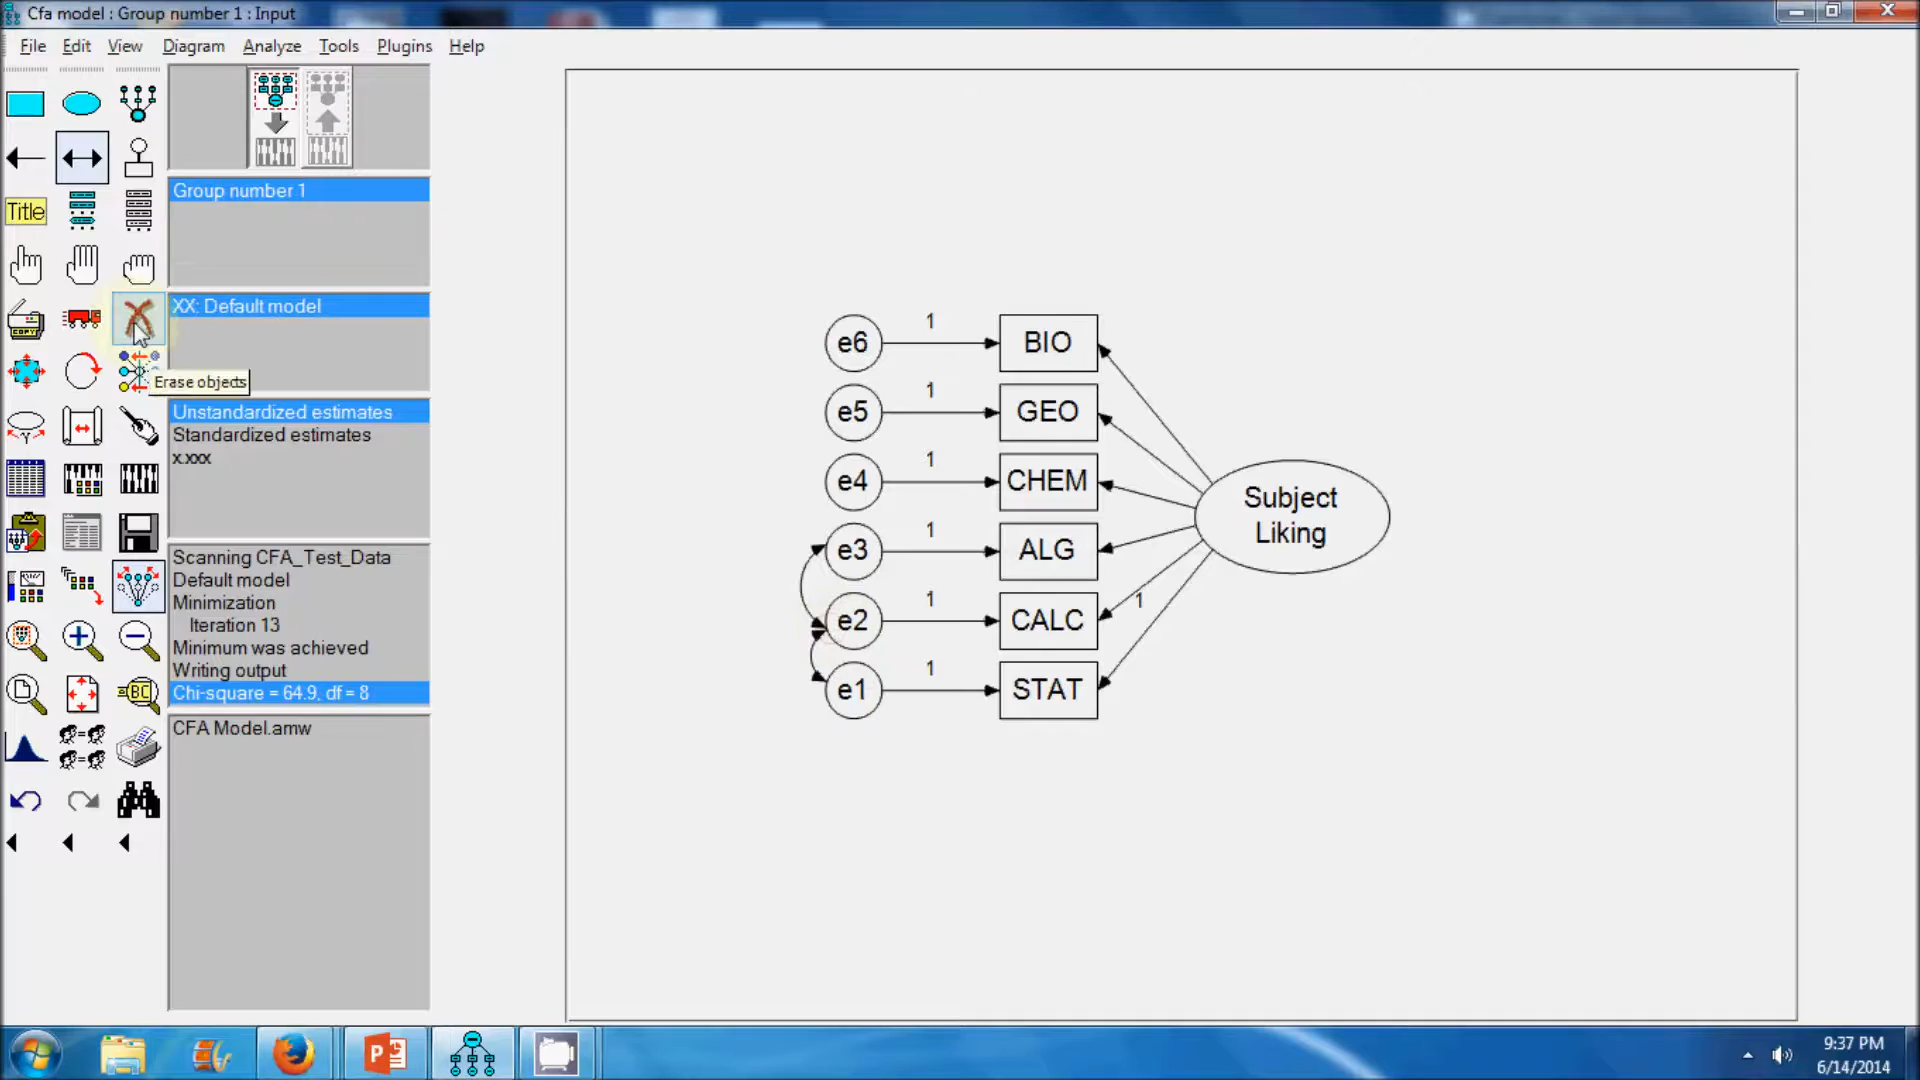 Cfa model : Group number 1 : Input
File Edit View Diagram Analyze Tools Plugins Help
Title
COPY
Erase objects
ABC
Group number 1
XX: Default model
Unstandardized estimates
Standardized estimates
x.xxx
Scanning CFA_Test_Data
Default model
Minimization
Iteration 13
Minimum was achieved
Writing output
Chi-square = 64.9, df = 8
CFA Model.amw
e6 1 BIO
e5 1 GEO
e4 1 CHEM
Subject
Liking
e3 1 ALG
e2 1 CALC 1
e1 1 STAT
9:37 PM
6/14/2014